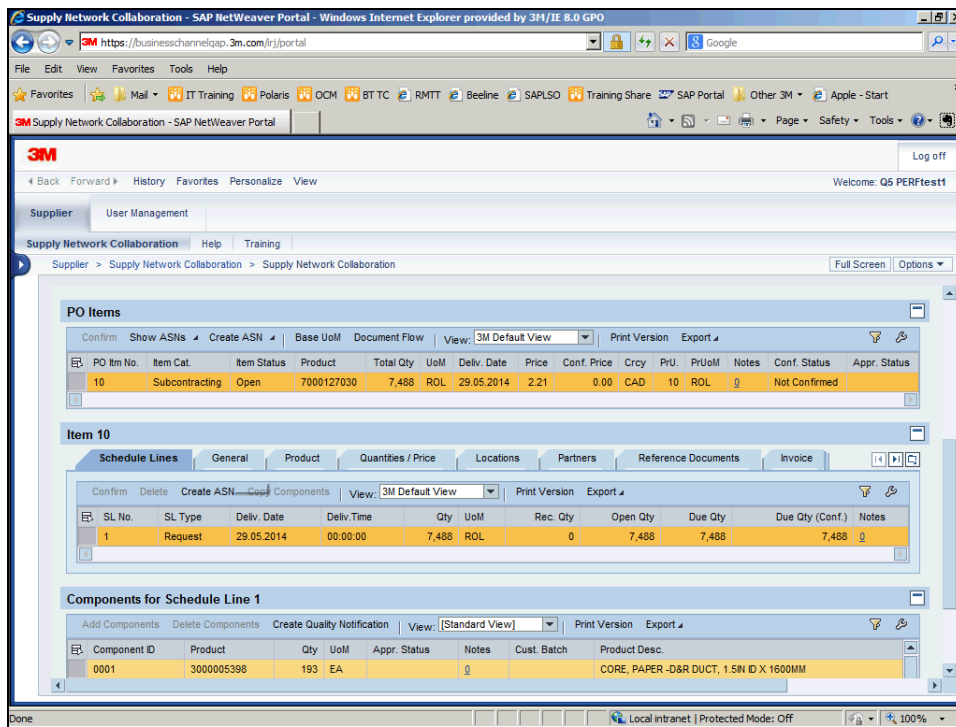 Supply Network Collaboration - SAP NetWeaver Portal - Windows Internet Explorer provided by 3M/IE 8.0 GPO
3M https://businesschannelqap.3m.com/irj/portal
Google
File Edit View Favorites Tools Help
Favorites Mail IT Training Polaris OCM BT TC RMTT Beeline SAPLSO Training Share SAP Portal Other 3M Apple - Start
3M Supply Network Collaboration - SAP NetWeaver Portal
Page Safety Tools
3M
Log off
Back Forward History Favorites Personalize View
Welcome: Q5 PERFtest1
Supplier User Management
Supply Network Collaboration Help Training
Supplier > Supply Network Collaboration > Supply Network Collaboration
Full Screen Options
PO Items
Confirm Show ASNs Create ASN Base UoM Document Flow View: 3M Default View Print Version Export
PO Itm No. Item Cat. Item Status Product Total Qty UoM Deliv. Date Price Conf. Price Crcy PrU. PrUoM Notes Conf. Status Appr. Status
10 Subcontracting Open 7000127030 7,488 ROL 29.05.2014 2.21 0.00 CAD 10 ROL 0 Not Confirmed
Item 10
Schedule Lines General Product Quantities / Price Locations Partners Reference Documents Invoice
Confirm Delete Create ASN Copy Components View: 3M Default View Print Version Export
SL No. SL Type Deliv. Date Deliv.Time Qty UoM Rec. Qty Open Qty Due Qty Due Qty (Conf.) Notes
1 Request 29.05.2014 00:00:00 7,488 ROL 0 7,488 7,488 7,488 0
Components for Schedule Line 1
Add Components Delete Components Create Quality Notification View: [Standard View] Print Version Export
Component ID Product Qty UoM Appr. Status Notes Cust. Batch Product Desc.
0001 3000005398 193 EA 0 CORE, PAPER -D&R DUCT, 1.5IN ID X 1600MM
Done
Local intranet | Protected Mode: Off
100%